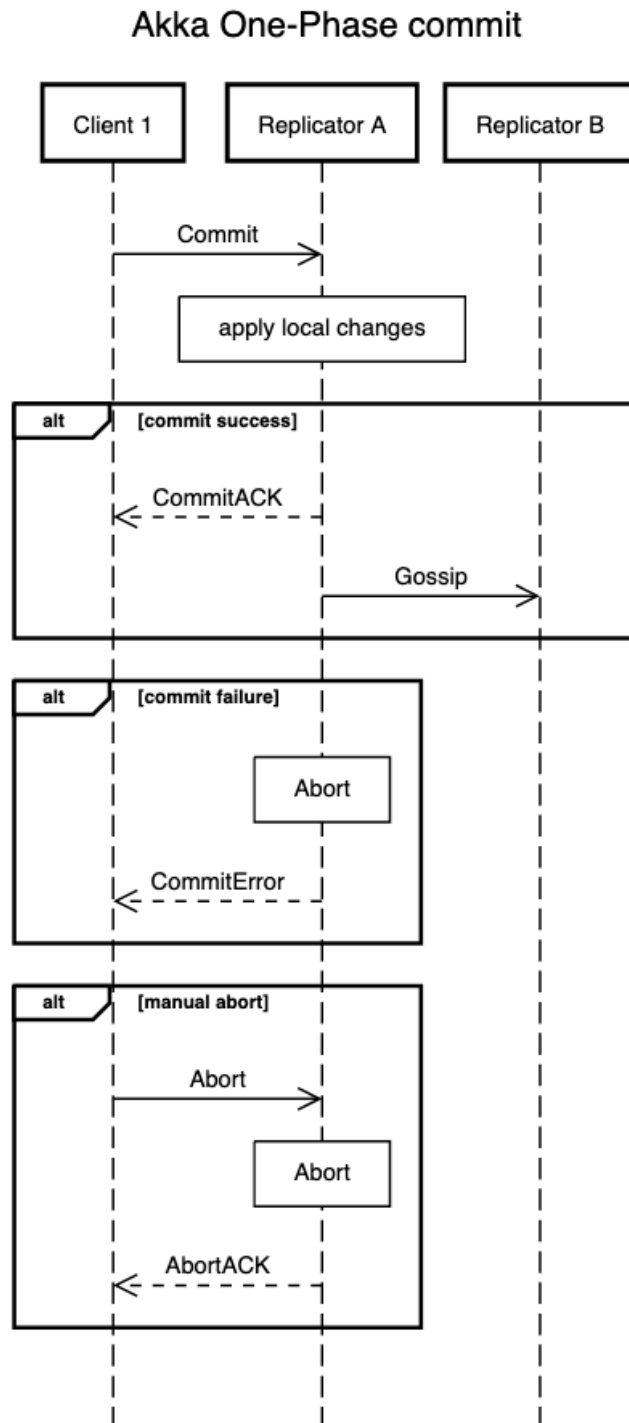 Akka One-Phase commit
Client 1
Replicator A
Replicator B
Commit
apply local changes
alt
[commit success]
CommitACK
Gossip
alt
[commit failure]
Abort
CommitError
alt
[manual abort]
Abort
Abort
AbortACK